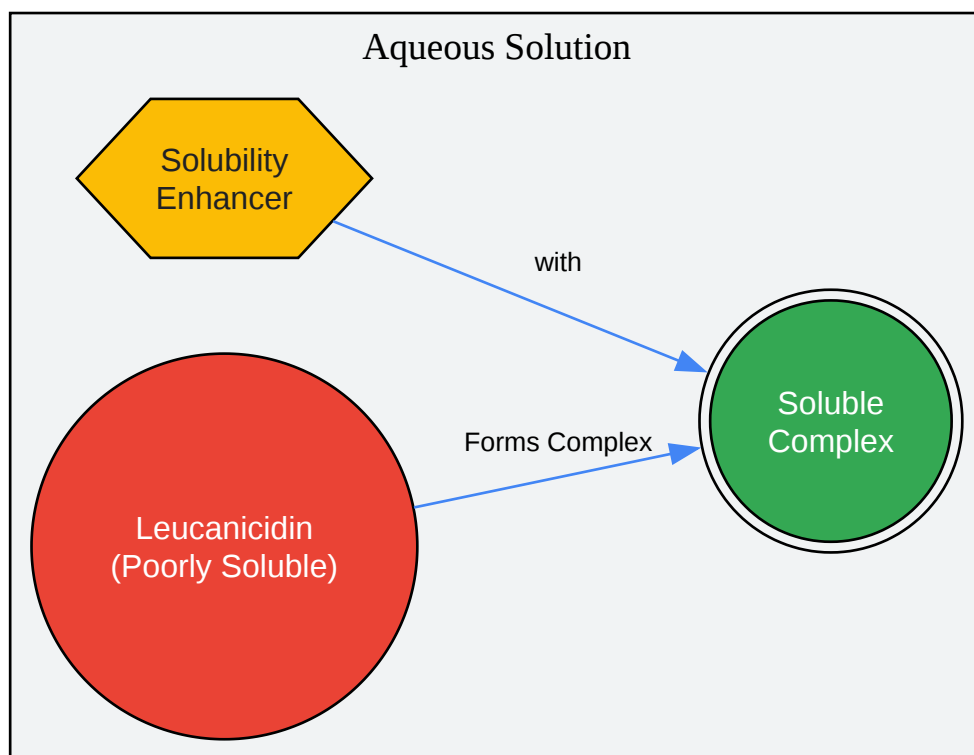 Aqueous Solution
Solubility
Enhancer
with
Soluble
Complex
Forms Complex
Leucanicidin
(Poorly Soluble)